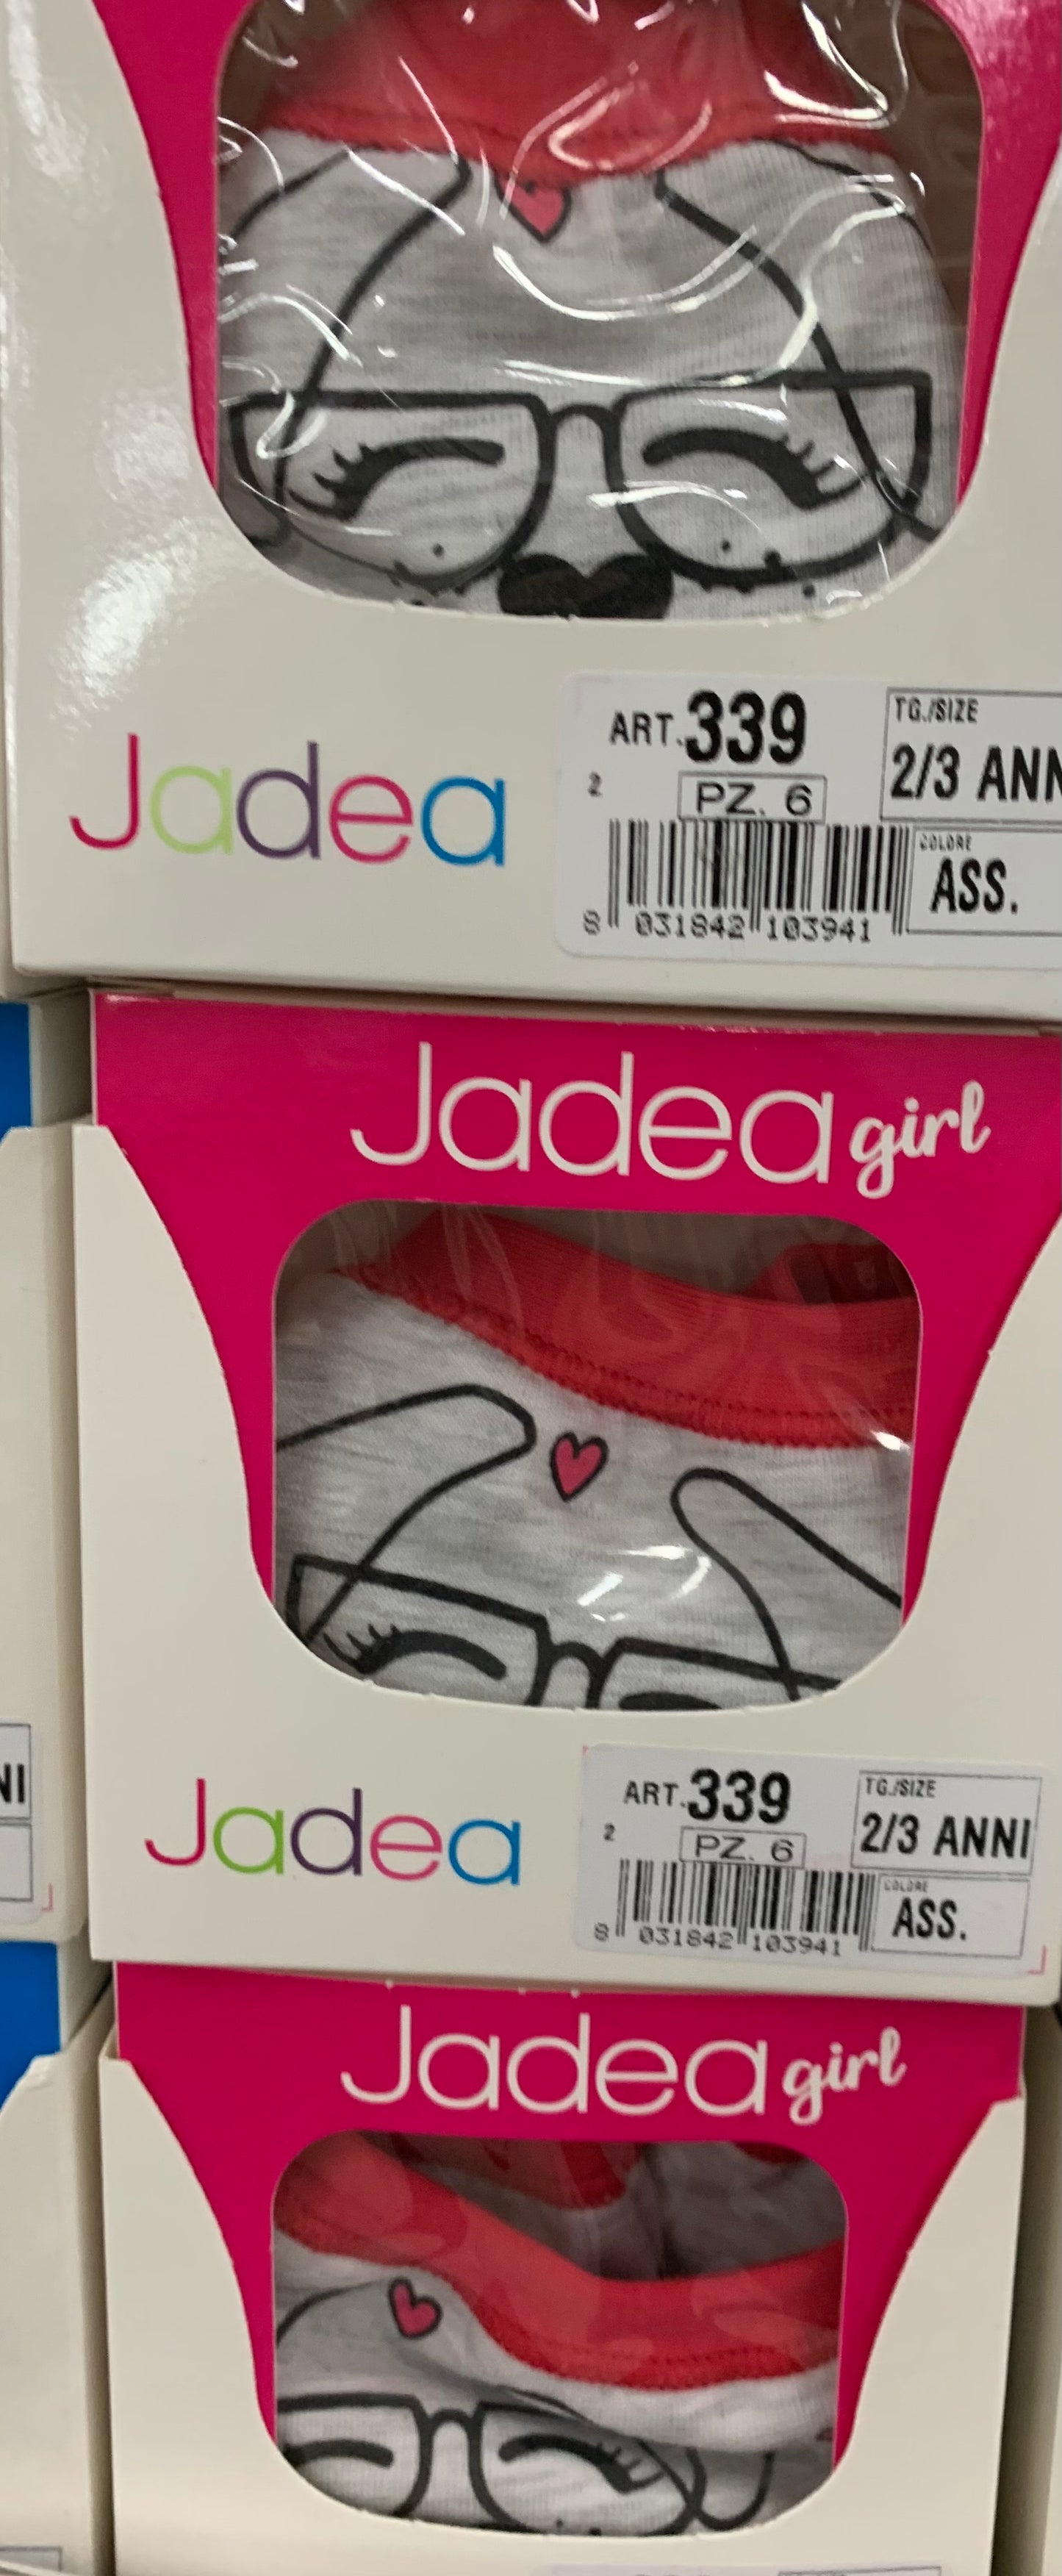 Jadea
ART. 339
TG./SIZE
2/3 ANN
2
PZ. 6
COLORE
ASS.
8 031842 103941
Jadea girl
NI
Jadea
ART. 339
TG./SIZE
2/3 ANNI
2
PZ. 6
COLORE
ASS.
8 031842 103941
Jadea girl